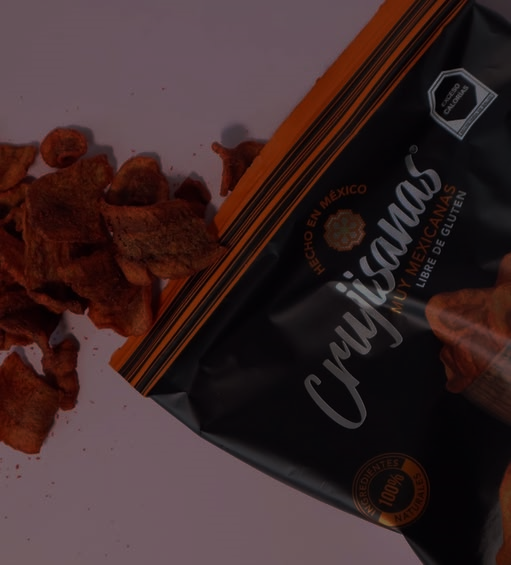 EXCESO
CALORÍAS
HECHO EN MÉXICO
Crujisanas®
MUY MEXICANAS
LIBRE DE GLUTEN
INGREDIENTES
100%
NATURALES